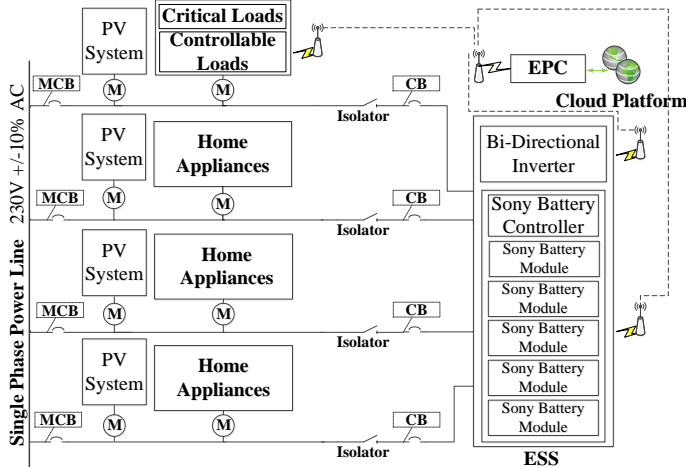 Critical Loads
Controllable
Loads
PV
System
M
M
MCB
CB
Isolator
EPC
Cloud Platform
PV
System
Home
Appliances
M
M
MCB
CB
Isolator
PV
System
Home
Appliances
M
M
MCB
CB
Isolator
PV
System
Home
Appliances
M
M
MCB
CB
Isolator
Single Phase Power Line 230V +/-10% AC
Bi-Directional
Inverter
Sony Battery
Controller
Sony Battery
Module
Sony Battery
Module
Sony Battery
Module
Sony Battery
Module
Sony Battery
Module
ESS